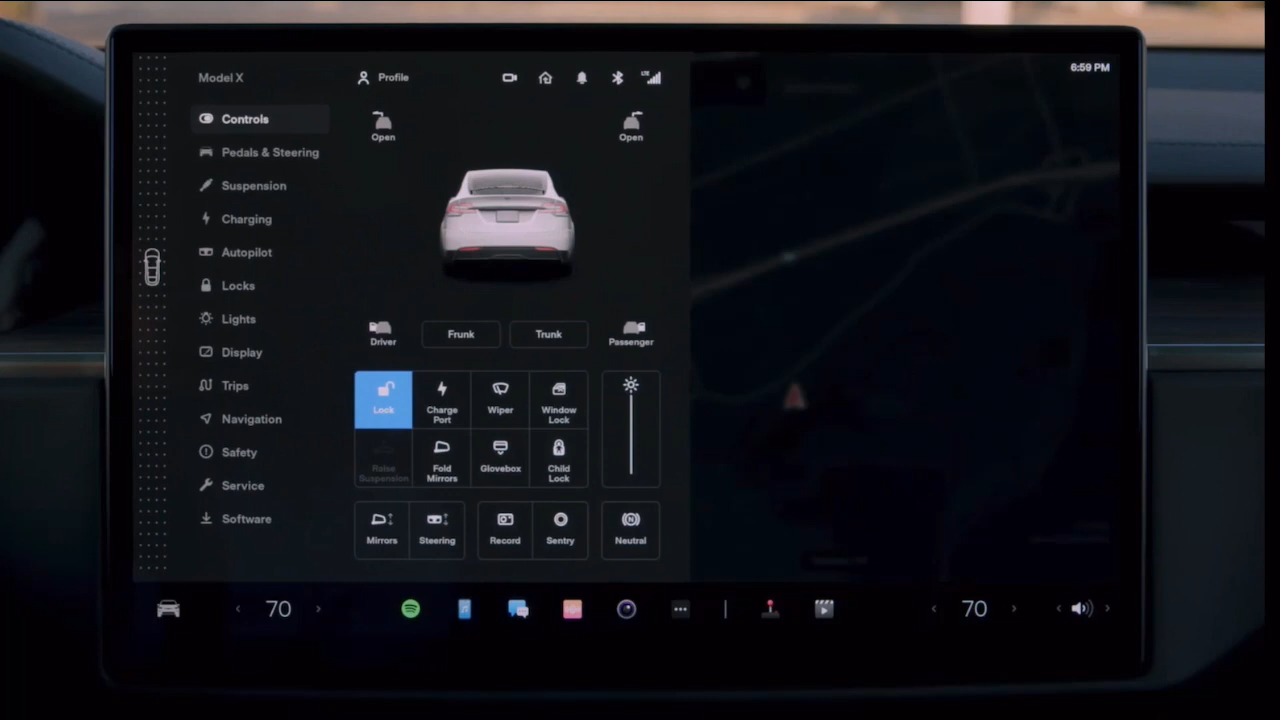 Model X
Profile
LTE
6:59 PM
Controls
Pedals & Steering
Suspension
Charging
Autopilot
Locks
Lights
Display
Trips
Navigation
Safety
Service
Software
Open
Open
Driver
Frunk
Trunk
Passenger
Lock
Charge
Port
Wiper
Window
Lock
Raise
Suspension
Fold
Mirrors
Glovebox
Child
Lock
Mirrors
Steering
Record
Sentry
N
Neutral
70
70